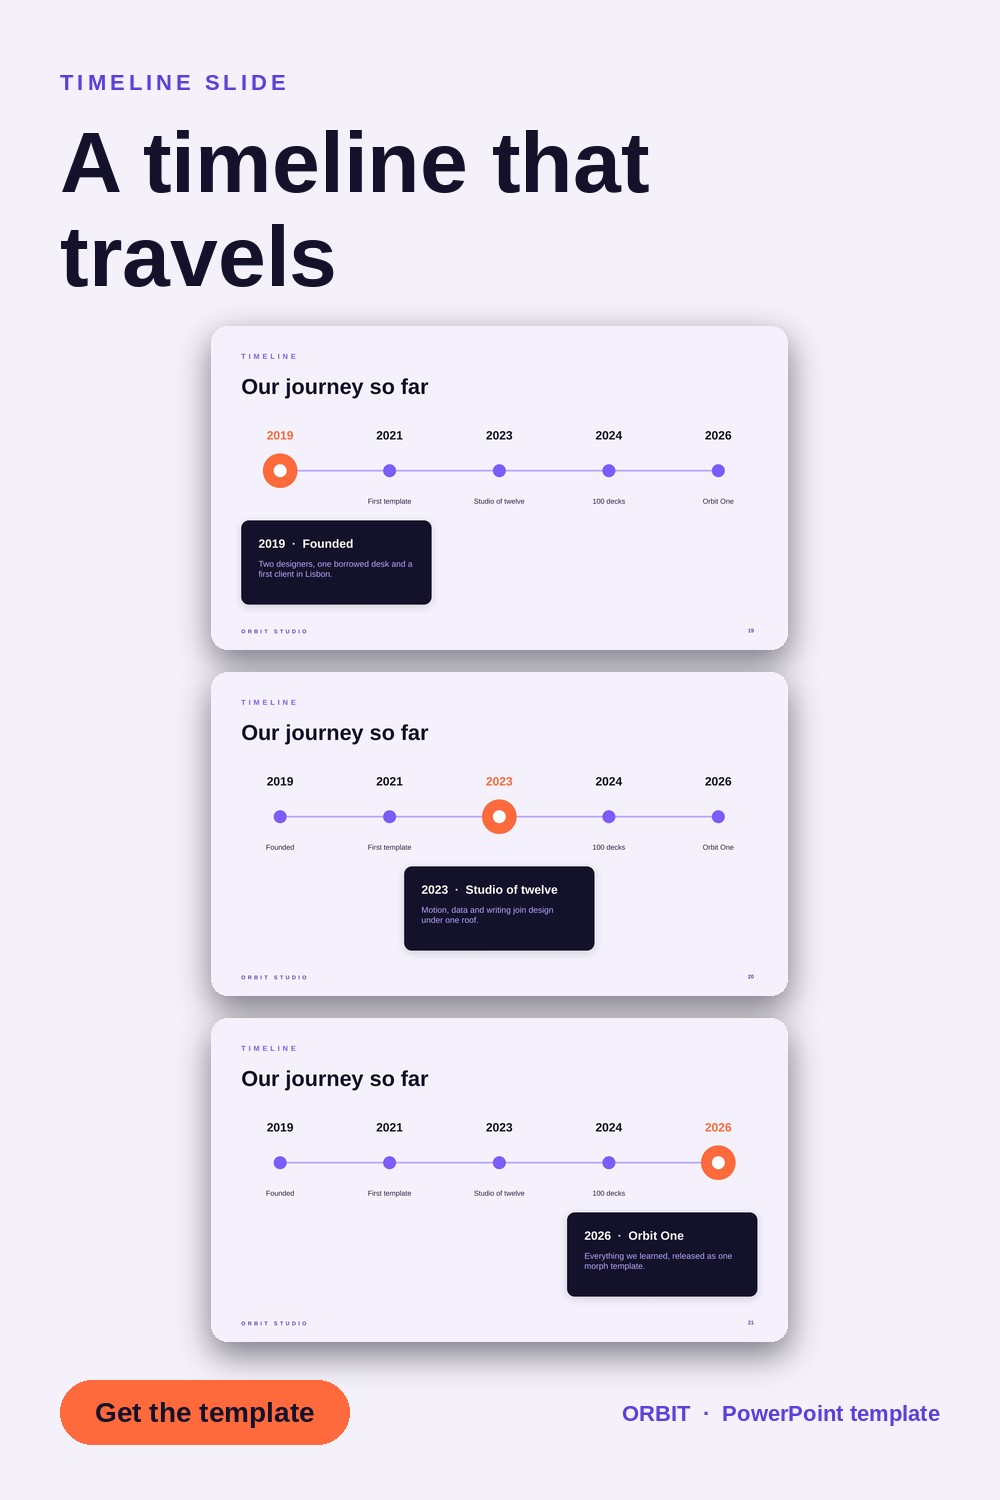 TIMELINE SLIDE
A timeline that
travels
TIMELINE
Our journey so far
2019 2021 2023 2024 2026
First template Studio of twelve 100 decks Orbit One
2019 · Founded
Two designers, one borrowed desk and a
first client in Lisbon.
ORBIT STUDIO 19
TIMELINE
Our journey so far
2019 2021 2023 2024 2026
Founded First template 100 decks Orbit One
2023 · Studio of twelve
Motion, data and writing join design
under one roof.
ORBIT STUDIO 20
TIMELINE
Our journey so far
2019 2021 2023 2024 2026
Founded First template Studio of twelve 100 decks
2026 · Orbit One
Everything we learned, released as one
morph template.
ORBIT STUDIO 21
Get the template
ORBIT · PowerPoint template